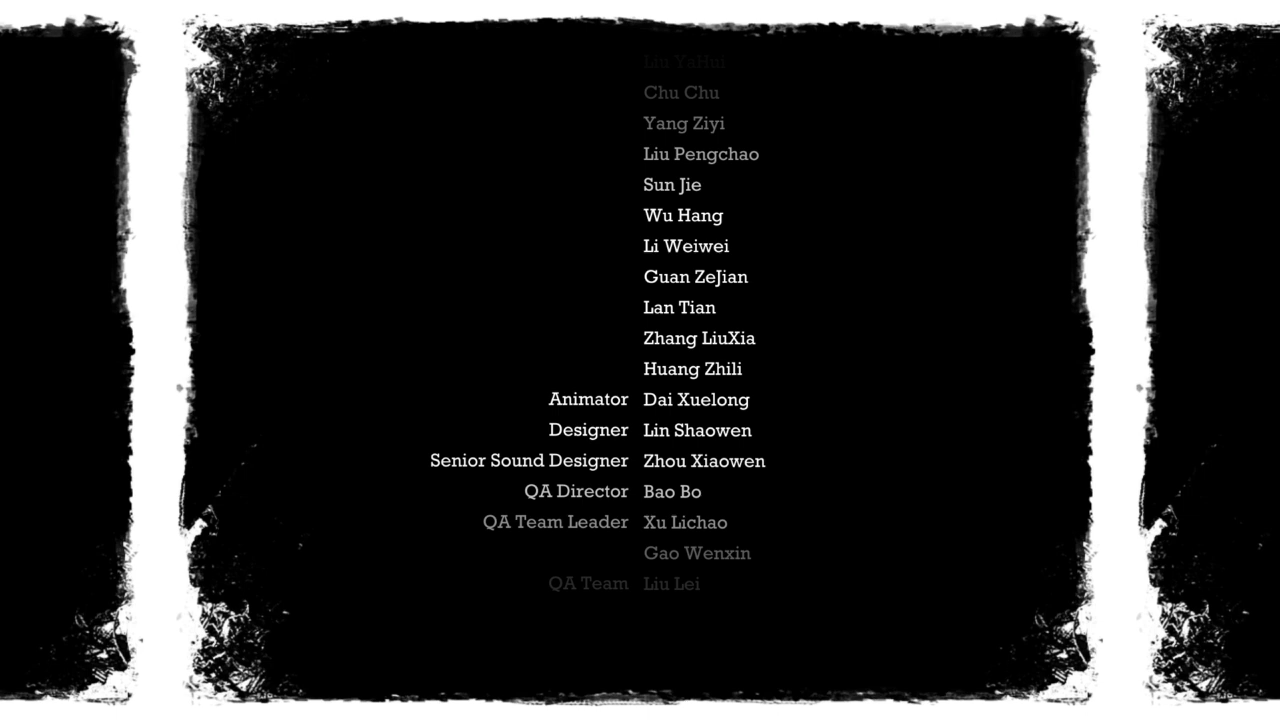 Liu YaHui
Chu Chu
Yang Ziyi
Liu Pengchao
Sun Jie
Wu Hang
Li Weiwei
Guan ZeJian
Lan Tian
Zhang LiuXia
Huang Zhili
Animator Dai Xuelong
Designer Lin Shaowen
Senior Sound Designer Zhou Xiaowen
QA Director Bao Bo
QA Team Leader Xu Lichao
Gao Wenxin
QA Team Liu Lei